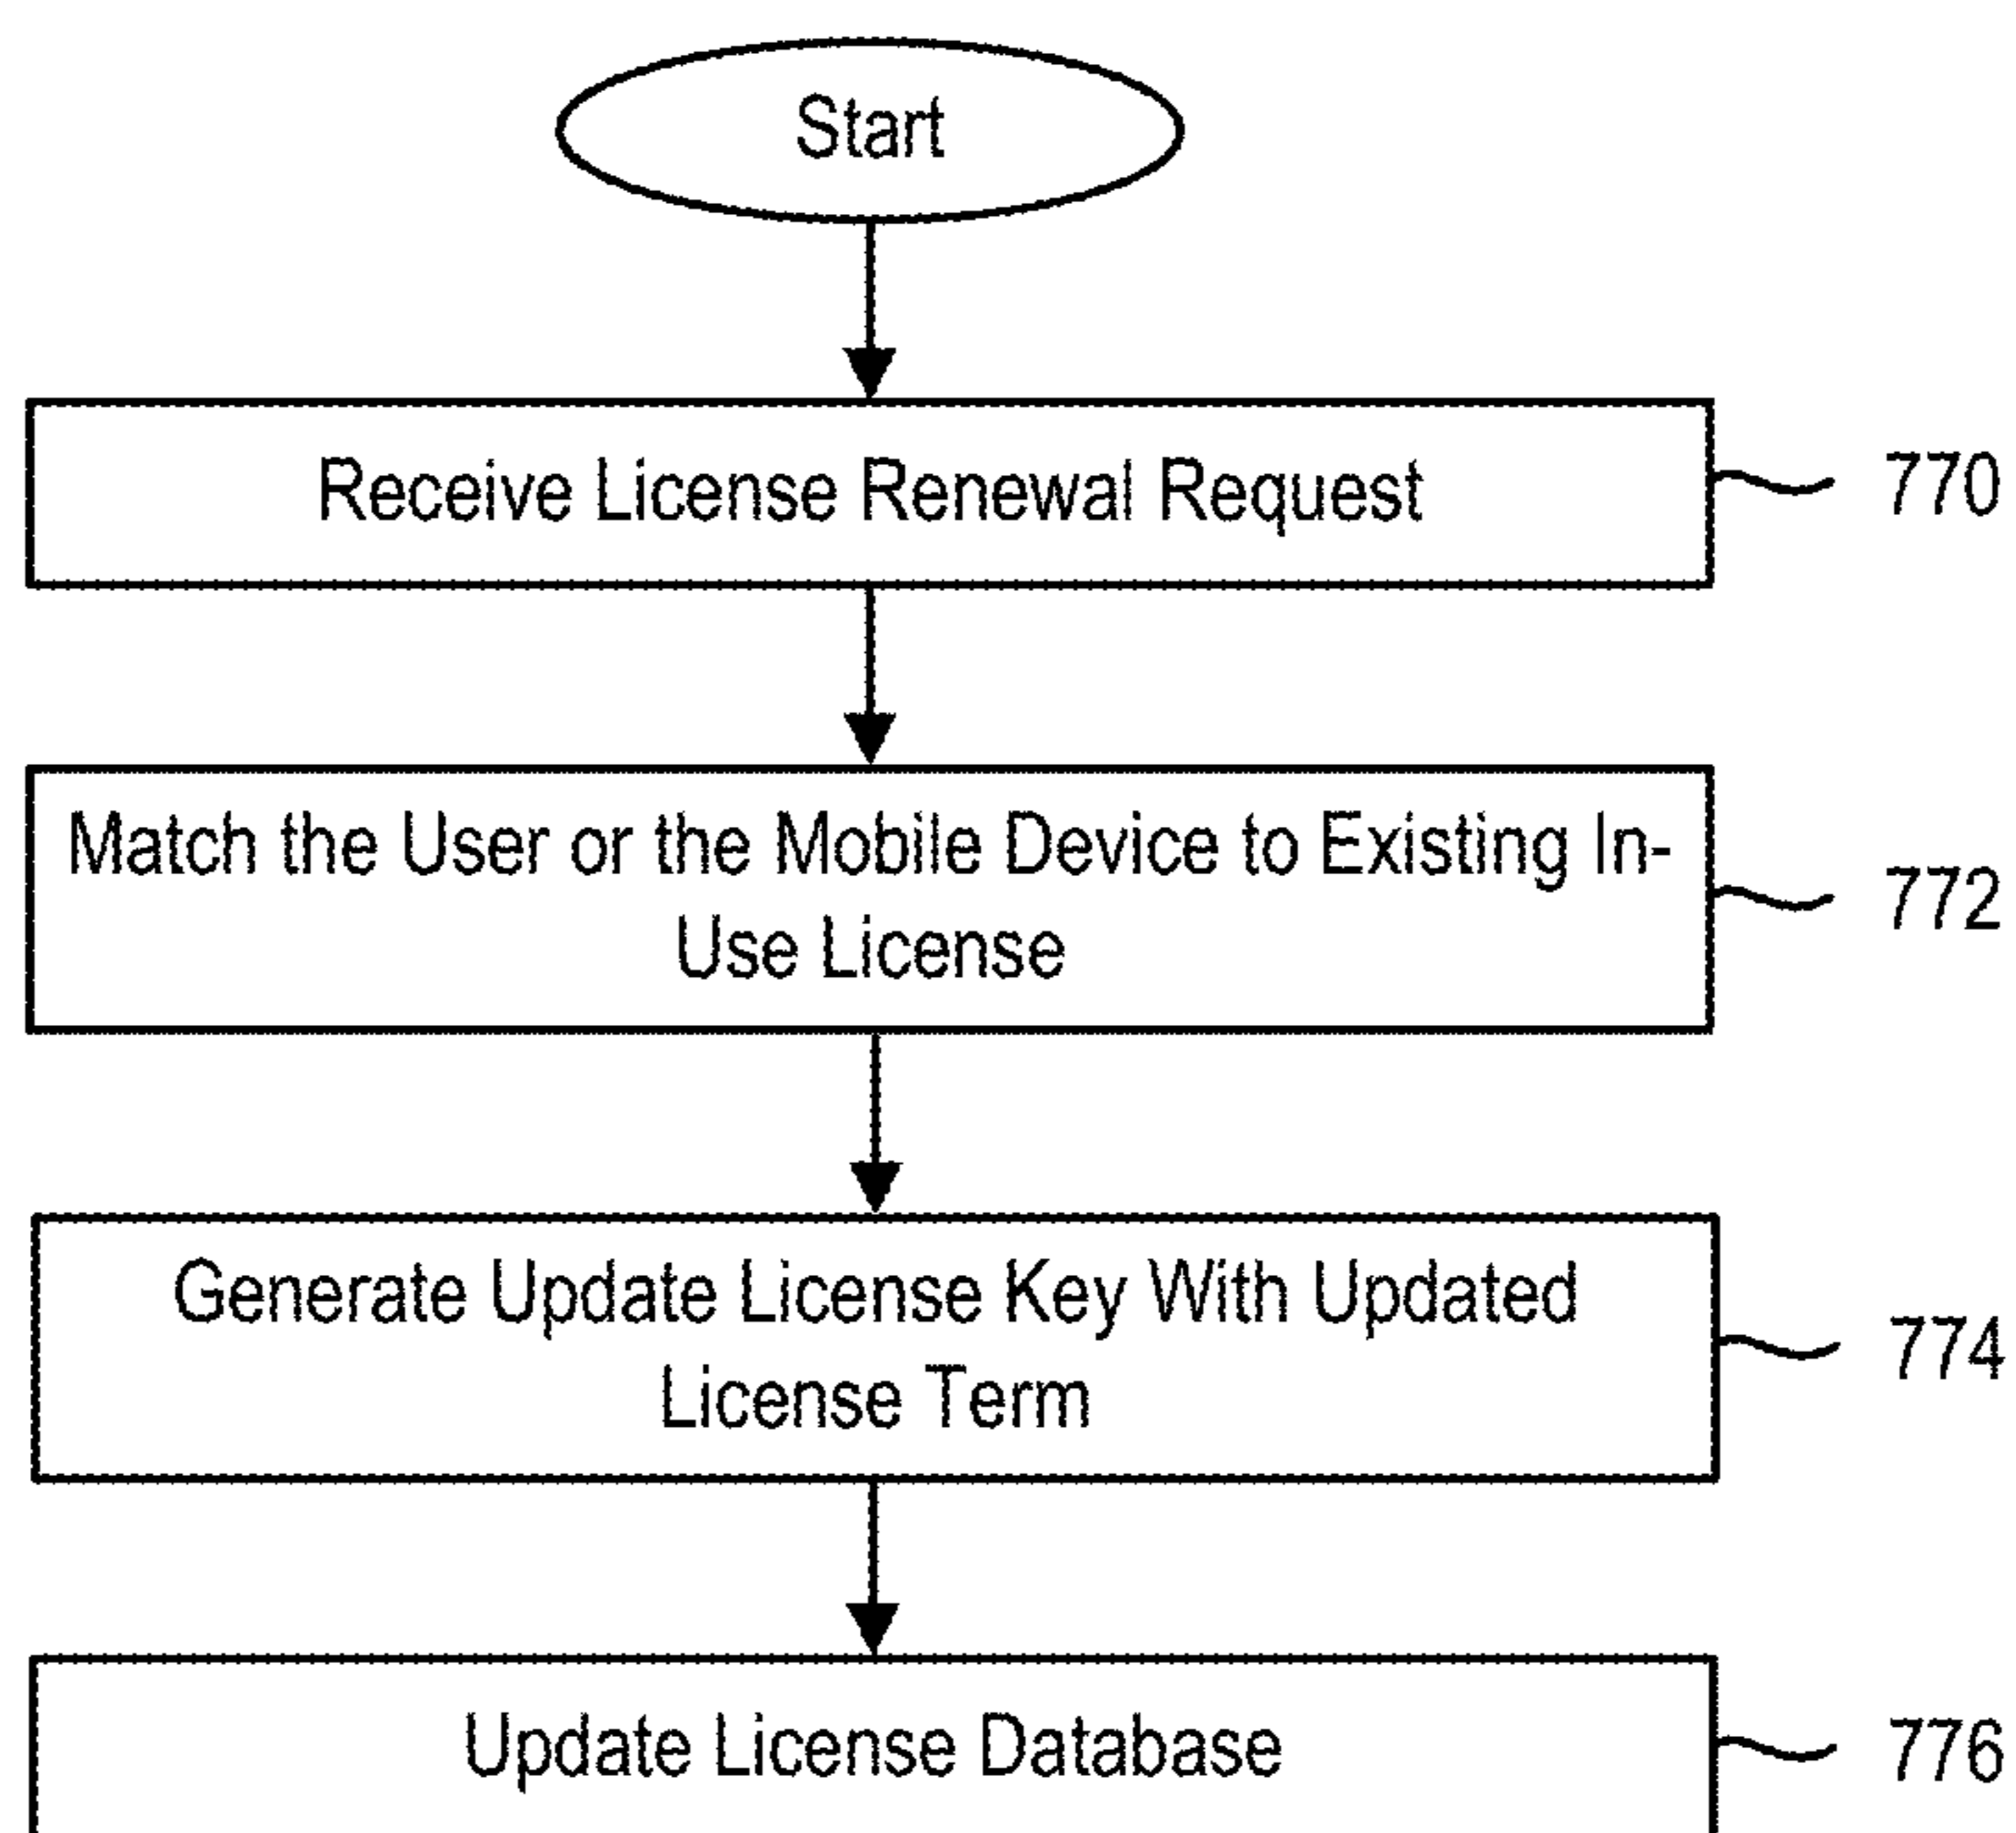 Start
Receive License Renewal Request
770
Match the User or the Mobile Device to Existing In-
Use License
772
Generate Update License Key With Updated
License Term
774
Update License Database
776